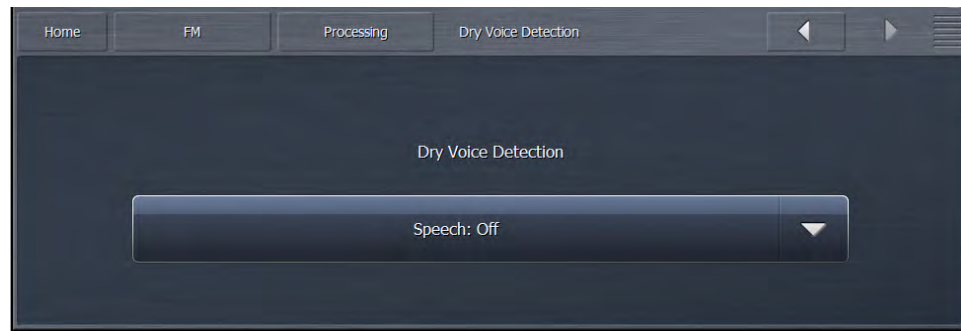 Home FM Processing Dry Voice Detection
Dry Voice Detection
Speech: Off